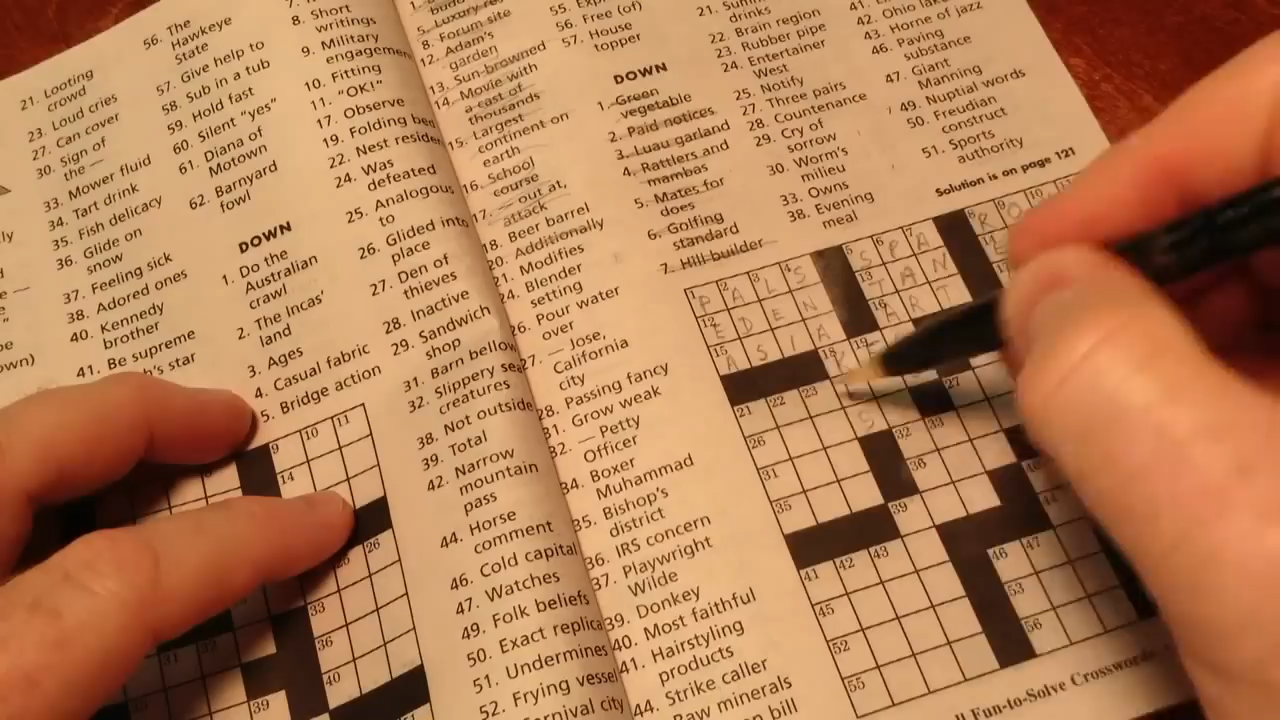 21. Looting
crowd
23. Loud cries
27. Can cover
30. Sign of
the —
33. Mower fluid
34. Tart drink
35. Fish delicacy
36. Glide on
snow
37. Feeling sick
38. Adored ones
40. Kennedy
brother
41. Be supreme
56. The
Hawkeye
State
57. Give help to
58. Sub in a tub
59. Hold fast
60. Silent "yes"
61. Diana of
Motown
62. Barnyard
fowl
DOWN
1. Do the
Australian
crawl
2. The Incas'
land
3. Ages
4. Casual fabric
5. Bridge action
8. Short
writings
9. Military
engagement
10. Fitting
11. "OK!"
17. Observe
19. Folding bed
22. Nest resident
24. Was
defeated
25. Analogous
to
26. Glided into
place
27. Den of
thieves
28. Inactive
29. Sandwich
shop
31. Barn bellow
32. Slippery sea
creatures
38. Not outside
39. Total
42. Narrow
mountain
pass
44. Horse
comment
46. Cold capital
47. Watches
49. Folk beliefs
50. Exact replica
51. Undermines
52. Frying vessel
5. Luxury
8. Forum site
12. Adam's
garden
13. Sun-browned
14. Movie with
a cast of
thousands
15. Largest
continent on
earth
16. School
course
17. — out at,
attack
18. Beer barrel
20. Additionally
21. Modifies
24. Blender
setting
26. Pour water
over
27. — Jose,
California
city
28. Passing fancy
31. Grow weak
32. — Petty
Officer
34. Boxer
Muhammad
35. Bishop's
district
36. IRS concern
37. Playwright
Wilde
39. Donkey
40. Most faithful
41. Hairstyling
products
44. Strike caller
Raw minerals
56. Free (of)
57. House
topper
DOWN
1. Green
vegetable
2. Paid notices
3. Luau garland
4. Rattlers and
mambas
5. Mates for
does
6. Golfing
standard
7. Hill builder
drinks
22. Brain region
23. Rubber pipe
24. Entertainer
West
25. Notify
27. Three pairs
28. Countenance
29. Cry of
sorrow
30. Worm's
milieu
33. Owns
38. Evening
meal
42. Ohio lake
43. Horne of jazz
46. Paving
substance
47. Giant
Manning
49. Nuptial words
50. Freudian
construct
51. Sports
authority
Solution is on page 121
P A L S S P A
E D E N T A N
A S I A A R T
K
Fun-to-Solve Crosswords